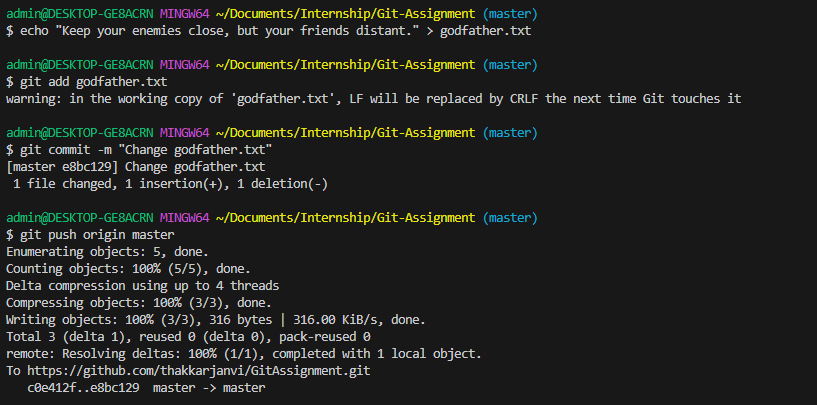 admin@DESKTOP-GE8ACRN MINGW64 ~/Documents/Internship/Git-Assignment (master)
$ echo "Keep your enemies close, but your friends distant." > godfather.txt
admin@DESKTOP-GE8ACRN MINGW64 ~/Documents/Internship/Git-Assignment (master)
$ git add godfather.txt
warning: in the working copy of 'godfather.txt', LF will be replaced by CRLF the next time Git touches it
admin@DESKTOP-GE8ACRN MINGW64 ~/Documents/Internship/Git-Assignment (master)
$ git commit -m "Change godfather.txt"
[master e8bc129] Change godfather.txt
 1 file changed, 1 insertion(+), 1 deletion(-)
admin@DESKTOP-GE8ACRN MINGW64 ~/Documents/Internship/Git-Assignment (master)
$ git push origin master
Enumerating objects: 5, done.
Counting objects: 100% (5/5), done.
Delta compression using up to 4 threads
Compressing objects: 100% (3/3), done.
Writing objects: 100% (3/3), 316 bytes | 316.00 KiB/s, done.
Total 3 (delta 1), reused 0 (delta 0), pack-reused 0
remote: Resolving deltas: 100% (1/1), completed with 1 local object.
To https://github.com/thakkarjanvi/GitAssignment.git
   c0e412f..e8bc129  master -> master